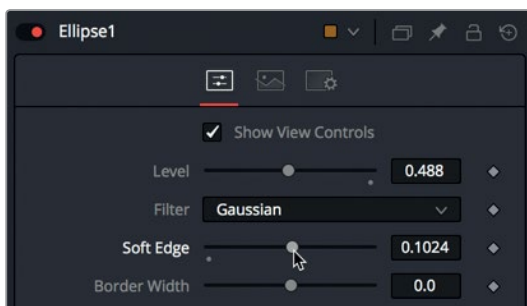 Ellipse1
Show View Controls
Level 0.488
Filter Gaussian
Soft Edge 0.1024
Border Width 0.0